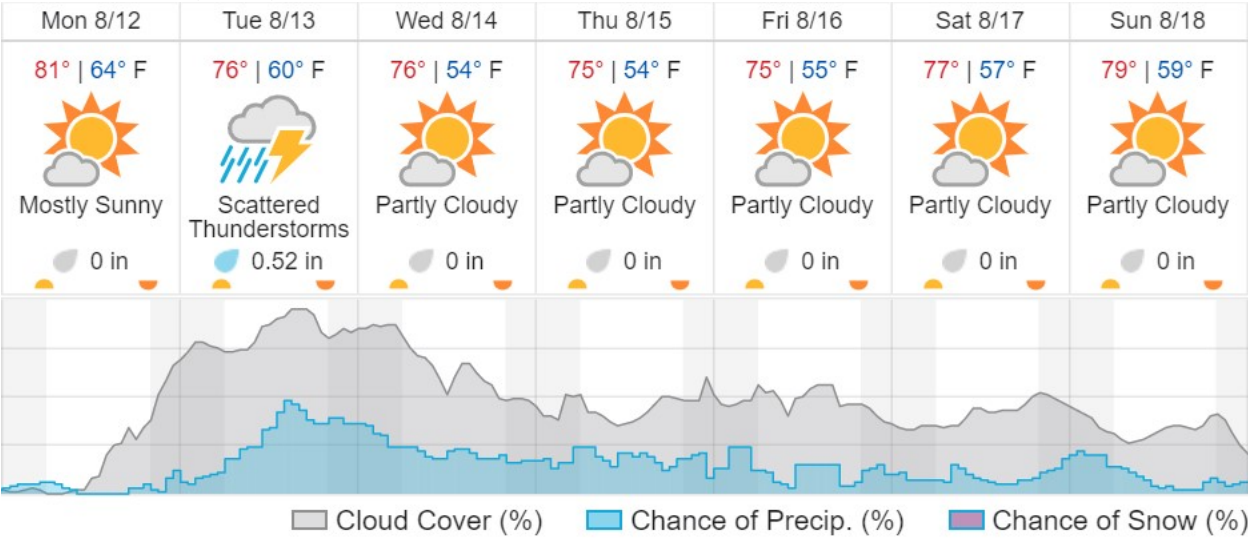 Mon 8/12 Tue 8/13 Wed 8/14 Thu 8/15 Fri 8/16 Sat 8/17 Sun 8/18
81° | 64° F 76° | 60° F 76° | 54° F 75° | 54° F 75° | 55° F 77° | 57° F 79° | 59° F
Mostly Sunny Scattered Partly Cloudy Partly Cloudy Partly Cloudy Partly Cloudy Partly Cloudy
Thunderstorms
0 in 0.52 in 0 in 0 in 0 in 0 in 0 in
Cloud Cover (%) Chance of Precip. (%) Chance of Snow (%)